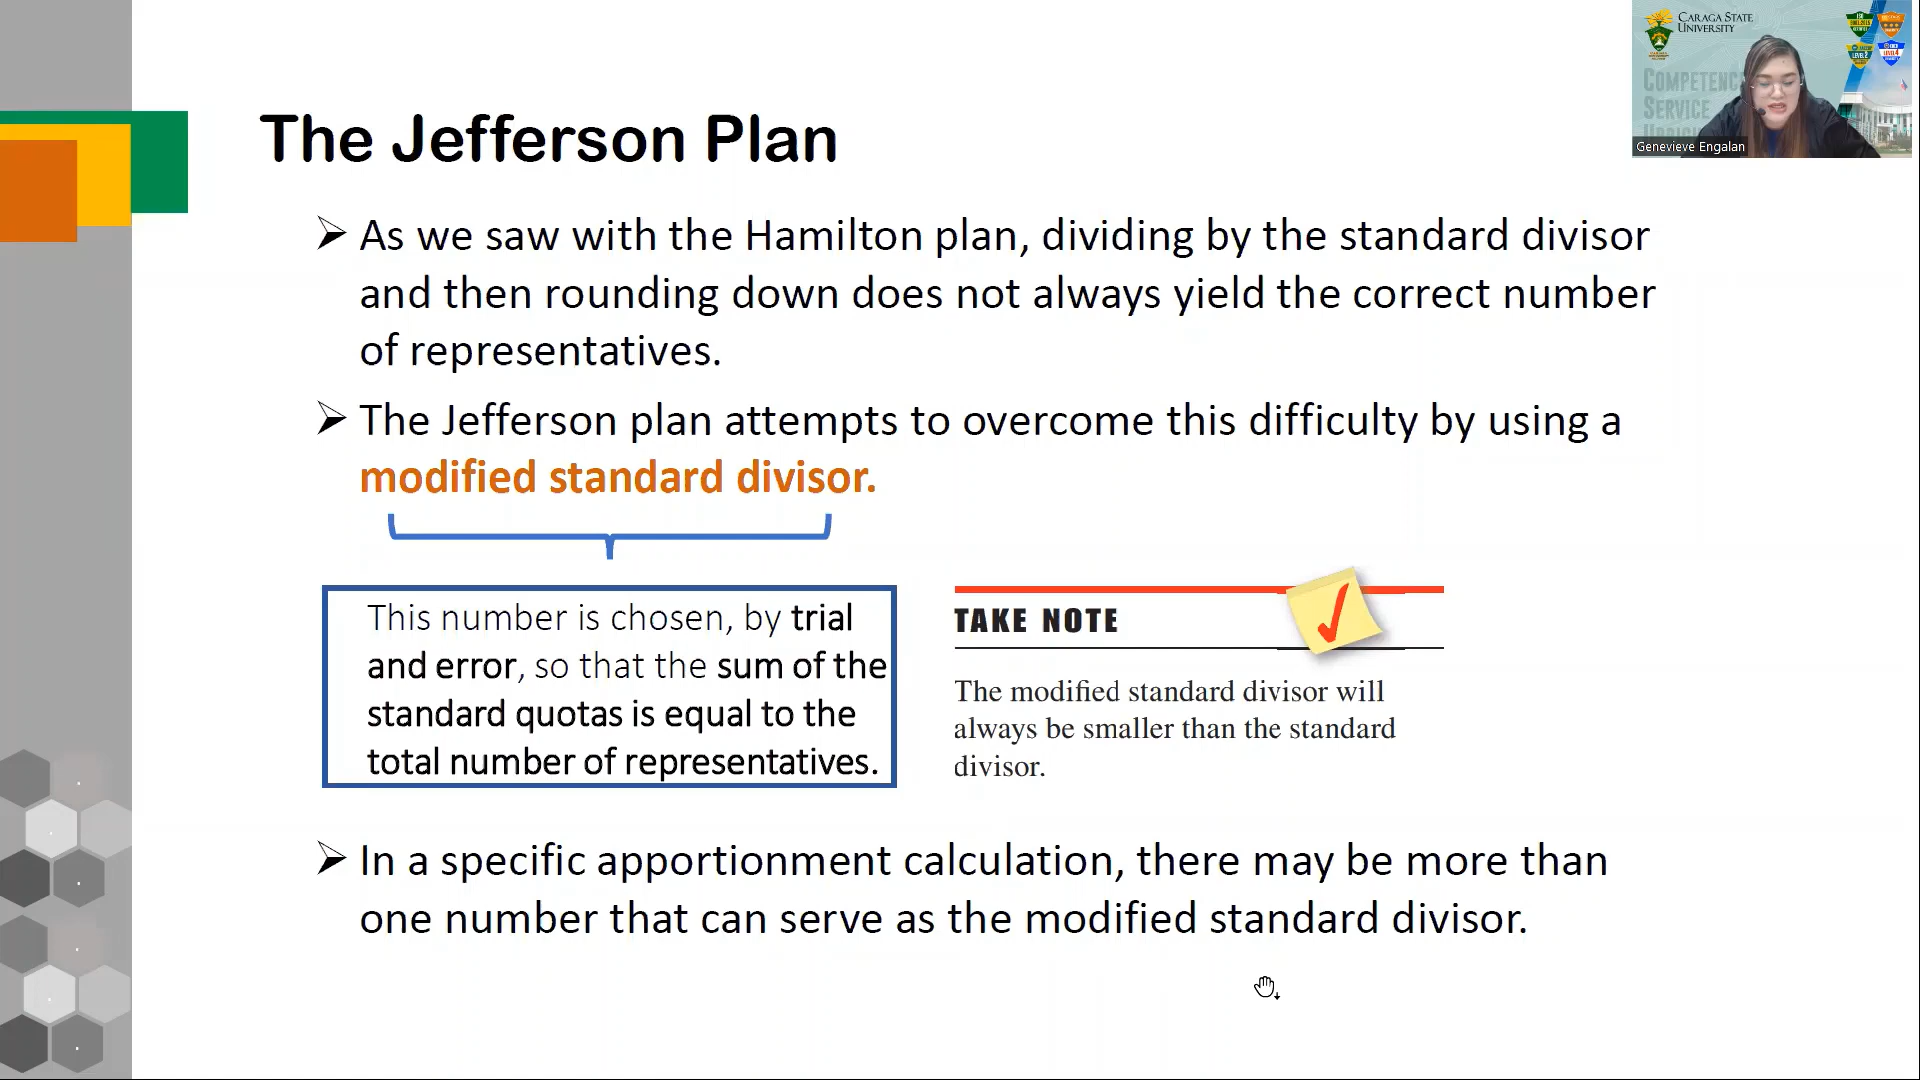 CARAGA STATE
UNIVERSITY
COMPETENC
SERVICE
Genevieve Engalan
The Jefferson Plan
➢ As we saw with the Hamilton plan, dividing by the standard divisor
and then rounding down does not always yield the correct number
of representatives.
➢ The Jefferson plan attempts to overcome this difficulty by using a
modified standard divisor.
This number is chosen, by trial
and error, so that the sum of the
standard quotas is equal to the
total number of representatives.
TAKE NOTE
The modified standard divisor will
always be smaller than the standard
divisor.
➢ In a specific apportionment calculation, there may be more than
one number that can serve as the modified standard divisor.